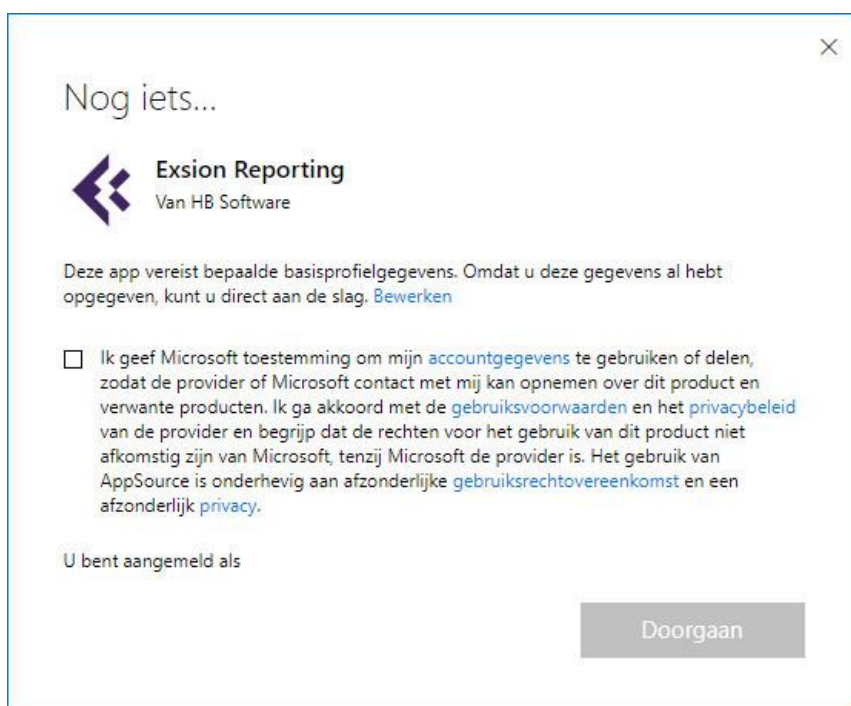 Nog iets...
Exsion Reporting
Van HB Software
Deze app vereist bepaalde basisprofielgegevens. Omdat u deze gegevens al hebt
opgegeven, kunt u direct aan de slag. Bewerken
Ik geef Microsoft toestemming om mijn accountgegevens te gebruiken of delen,
zodat de provider of Microsoft contact met mij kan opnemen over dit product en
verwante producten. Ik ga akkoord met de gebruiksvoorwaarden en het privacybeleid
van de provider en begrijp dat de rechten voor het gebruik van dit product niet
afkomstig zijn van Microsoft, tenzij Microsoft de provider is. Het gebruik van
AppSource is onderhevig aan afzonderlijke gebruiksrechtovereenkomst en een
afzonderlijk privacy.
U bent aangemeld als
Doorgaan